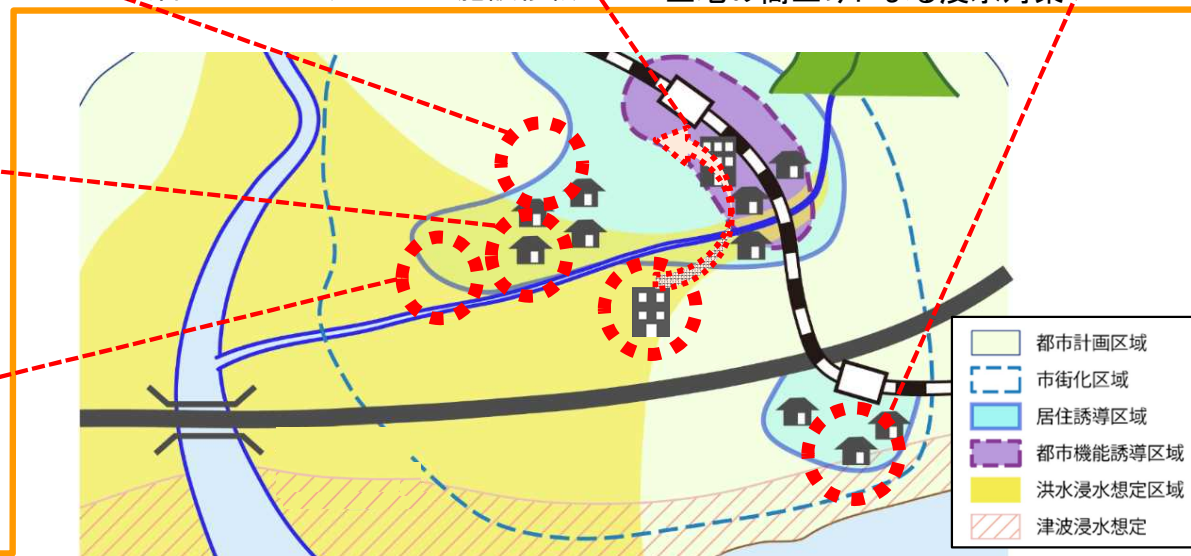 都市計画区域
市街化区域
居住誘導区域
都市機能誘導区域
洪水浸水想定区域
津波浸水想定